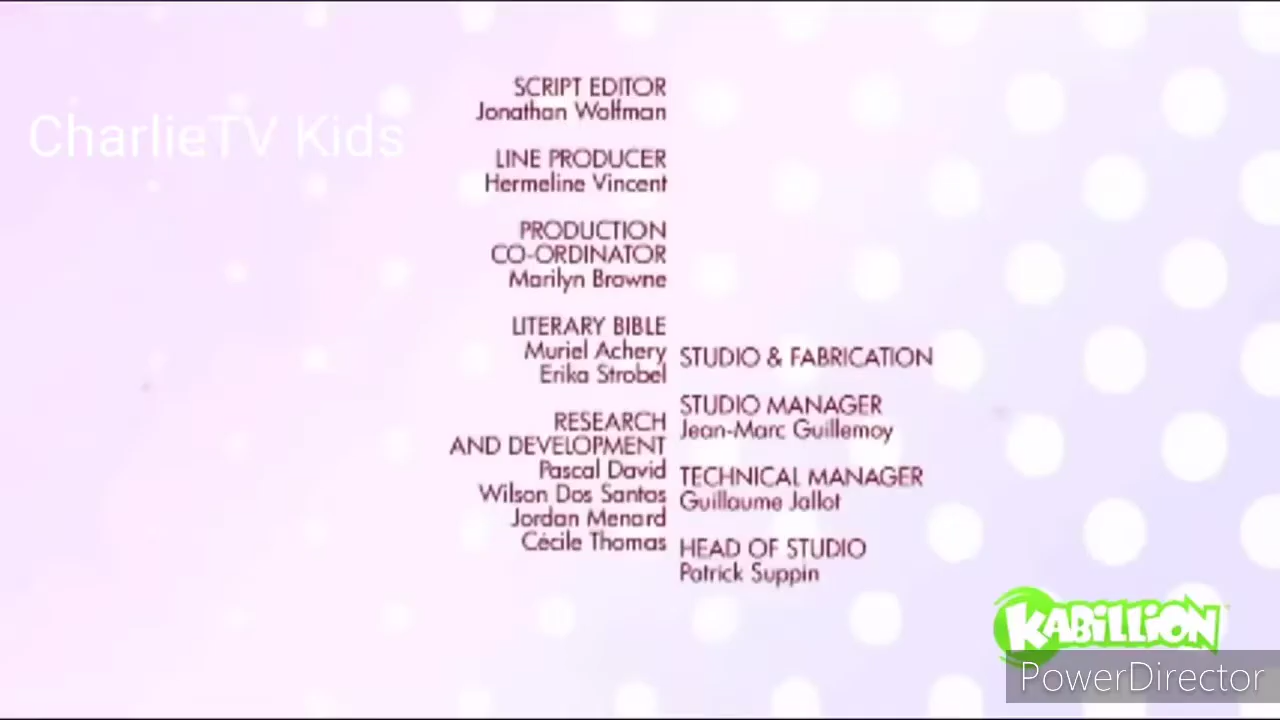 CharlieTV Kids
SCRIPT EDITOR
Jonathan Wolfman
LINE PRODUCER
Hermeline Vincent
PRODUCTION
CO-ORDINATOR
Marilyn Browne
LITERARY BIBLE
Muriel Achery
Erika Strobel
RESEARCH
AND DEVELOPMENT
Pascal David
Wilson Dos Santos
Jordan Menard
Cécile Thomas
STUDIO & FABRICATION
STUDIO MANAGER
Jean-Marc Guillemoy
TECHNICAL MANAGER
Guillaume Jallot
HEAD OF STUDIO
Patrick Suppin
KABILLION
PowerDirector